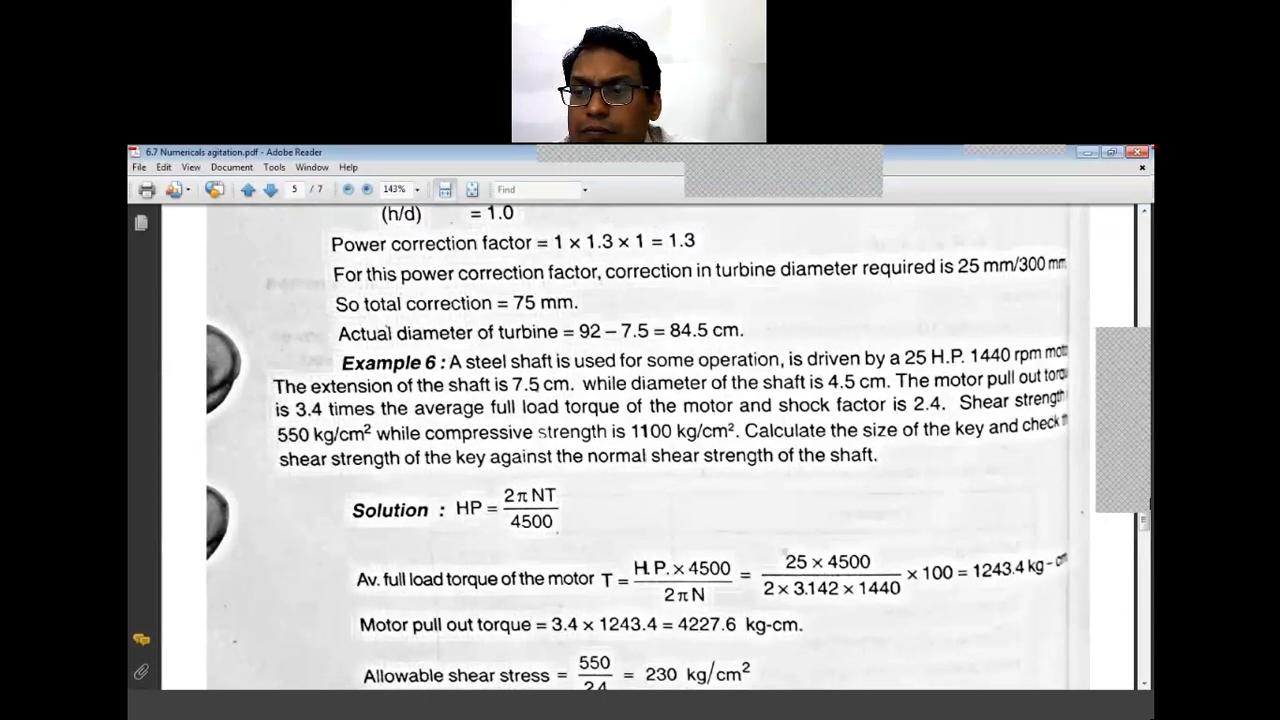 6.7 Numericals agitation.pdf - Adobe Reader
File Edit View Document Tools Window Help
5 / 7 143% Find
(h/d) = 1.0
Power correction factor = 1 × 1.3 × 1 = 1.3
For this power correction factor, correction in turbine diameter required is 25 mm/300 mm
So total correction = 75 mm.
Actual diameter of turbine = 92 – 7.5 = 84.5 cm.
Example 6 : A steel shaft is used for some operation, is driven by a 25 H.P. 1440 rpm mot
The extension of the shaft is 7.5 cm. while diameter of the shaft is 4.5 cm. The motor pull out torq
is 3.4 times the average full load torque of the motor and shock factor is 2.4. Shear strength
550 kg/cm² while compressive strength is 1100 kg/cm². Calculate the size of the key and check
shear strength of the key against the normal shear strength of the shaft.
Solution : HP = 2πNT / 4500
Av. full load torque of the motor T = H.P. × 4500 / 2πN = 25 × 4500 / 2 × 3.142 × 1440 × 100 = 1243.4 kg-cm
Motor pull out torque = 3.4 × 1243.4 = 4227.6 kg-cm.
Allowable shear stress = 550 / 2.4 = 230 kg/cm²